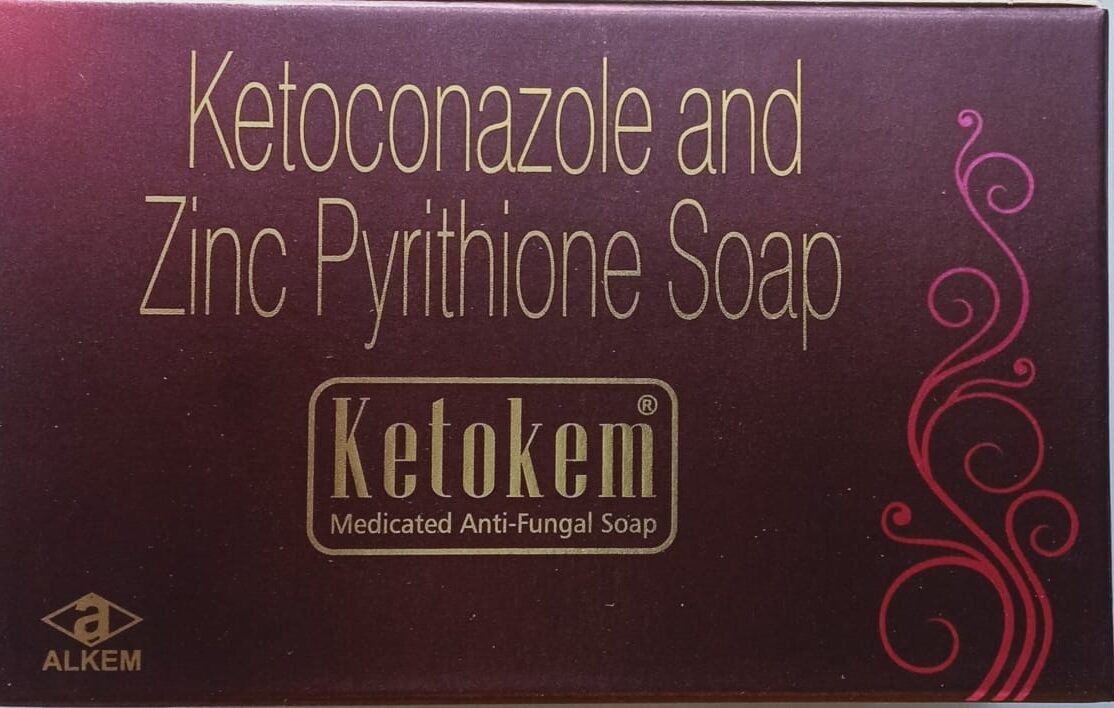 Ketoconazole and
Zinc Pyrithione Soap
Ketokem®
Medicated Anti-Fungal Soap
a
ALKEM